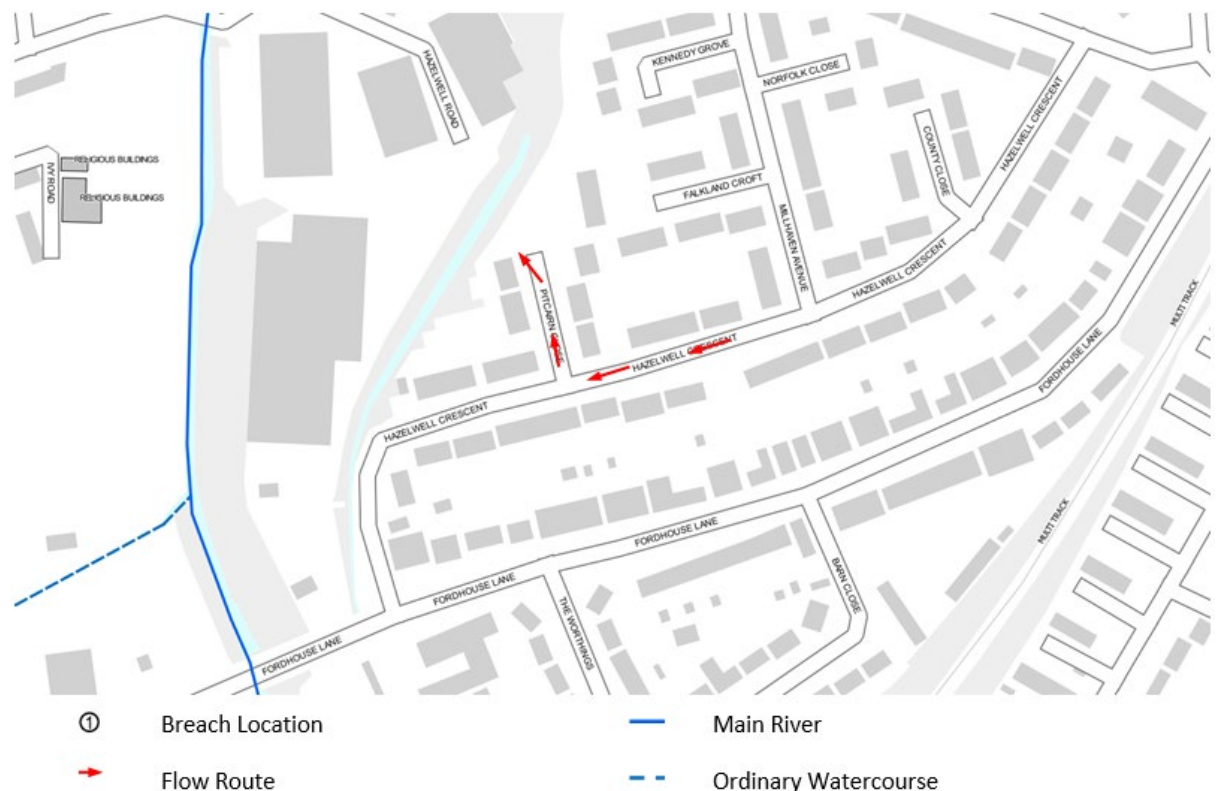 KENNEDY GROVE
NORFOLK CLOSE
HAZELWELL ROAD
HAZELWELL CRESCENT
COUNTY CLOSE
RELIGIOUS BUILDINGS
IVY ROAD
RELIGIOUS BUILDINGS
FALKLAND CROFT
MILLHAVEN AVENUE
HAZELWELL CRESCENT
PITCAIRN CLOSE
MULTI TRACK
HAZELWELL CRESCENT
FORDHOUSE LANE
HAZELWELL CRESCENT
FORDHOUSE LANE
MULTI TRACK
FORDHOUSE LANE
BARN CLOSE
THE WORTHINGS
FORDHOUSE LANE
1 Breach Location
Main River
Flow Route
Ordinary Watercourse